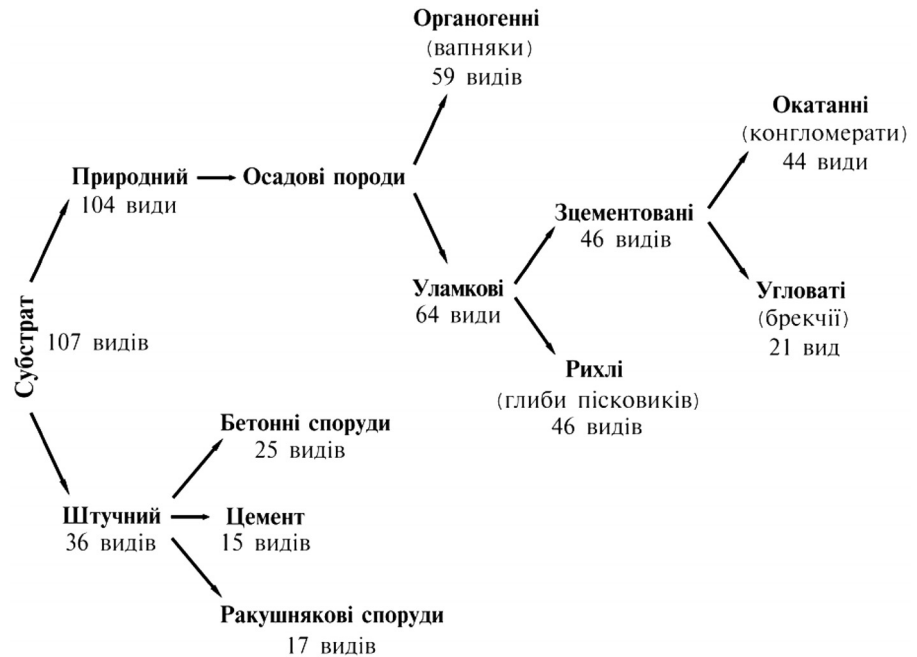 Органогенні
(вапняки)
59 видів
Окатанні
(конгломерати)
44 види
Природний
104 види
Осадові породи
Зцементовані
46 видів
Уламкові
64 види
Угловаті
(брекчії)
21 вид
Субстрат
107 видів
Рихлі
(глиби пісковиків)
46 видів
Бетонні споруди
25 видів
Штучний
36 видів
Цемент
15 видів
Ракушнякові споруди
17 видів